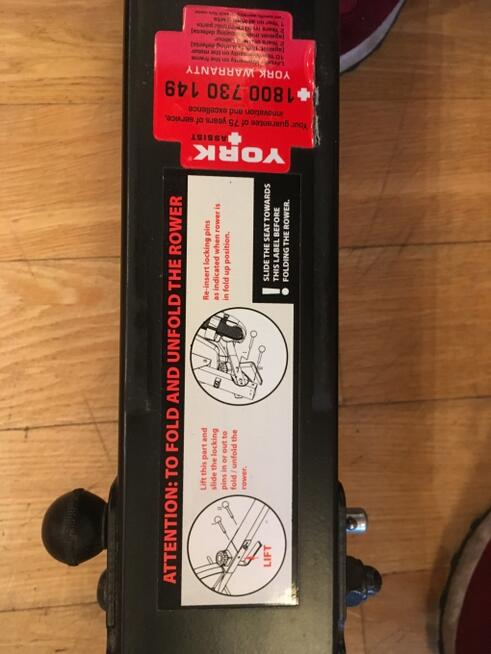 YORK
ASSIST
Your guarantee of 75 years of service,
innovation and excellence
1800 730 149
YORK WARRANTY
ATTENTION: TO FOLD AND UNFOLD THE ROWER
Lift this part and
slide the locking
pins in or out to
fold / unfold the
rower.
LIFT
Re-insert locking pins
as indicated when rower is
in fold up position.
! SLIDE THE SEAT TOWARDS
THIS LABEL BEFORE
FOLDING THE ROWER.